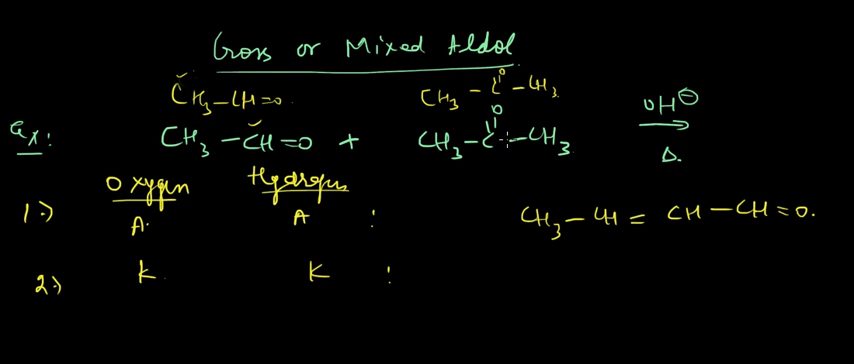 Cross or Mixed Aldol
CH3-CH=O CH3-C-CH3
O
Ex: CH3-CH=O + CH3-C-CH3 OH⊖
O
Δ.
Oxygen Hydrogen
1:) A. A : CH3-CH=CH-CH=O.
2:) K K :